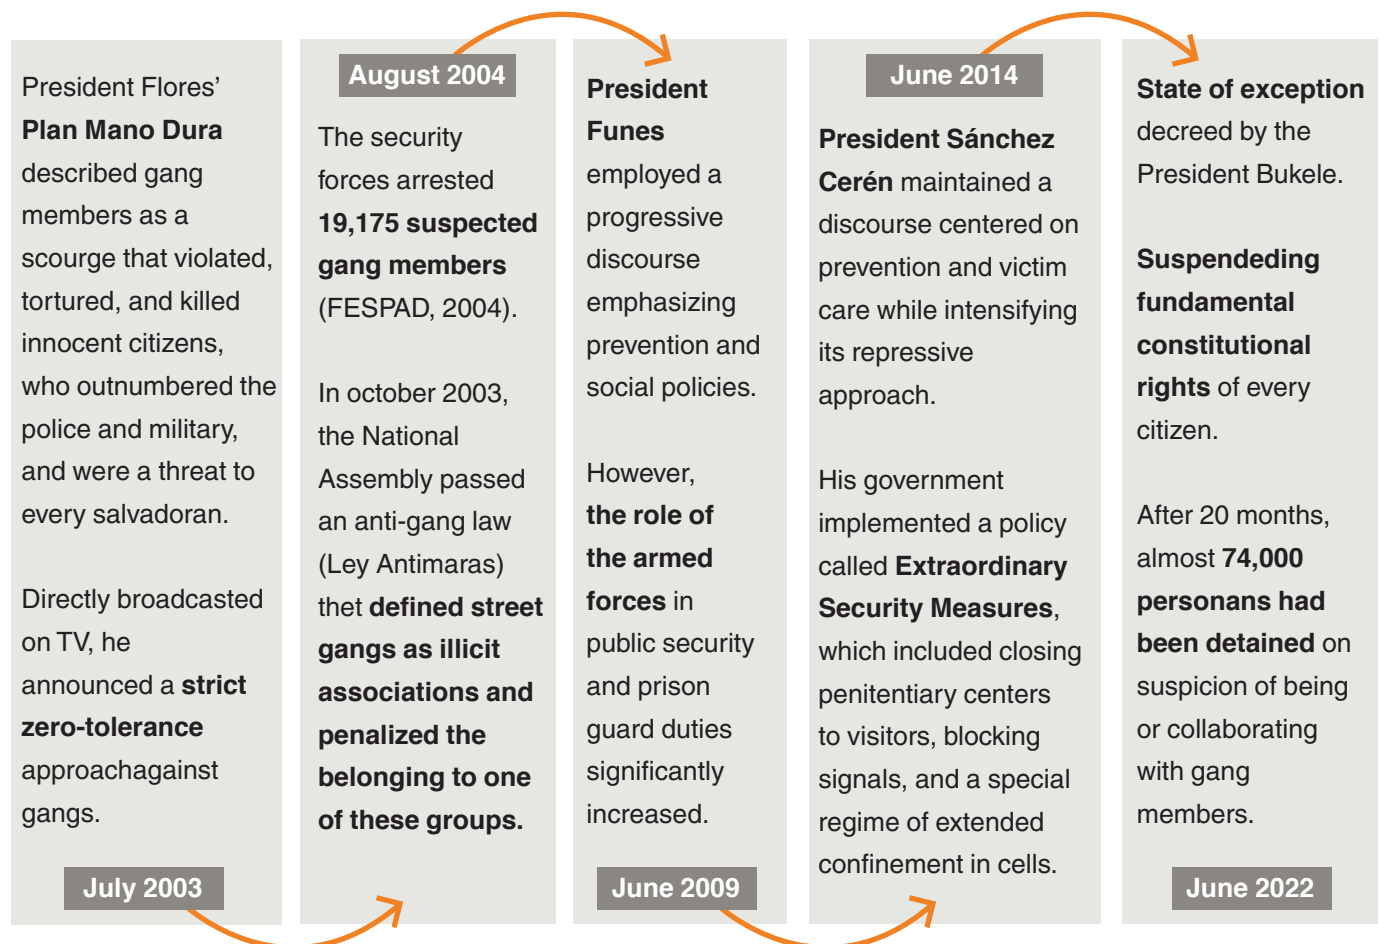 President Flores’
Plan Mano Dura
described gang
members as a
scourge that violated,
tortured, and killed
innocent citizens,
who outnumbered the
police and military,
and were a threat to
every salvadoran.
Directly broadcasted
on TV, he
announced a strict
zero-tolerance
approachagainst
gangs.
July 2003
August 2004
The security
forces arrested
19,175 suspected
gang members
(FESPAD, 2004).
In october 2003,
the National
Assembly passed
an anti-gang law
(Ley Antimaras)
thet defined street
gangs as illicit
associations and
penalized the
belonging to one
of these groups.
President
Funes
employed a
progressive
discourse
emphasizing
prevention and
social policies.
However,
the role of
the armed
forces in
public security
and prison
guard duties
significantly
increased.
June 2009
June 2014
President Sánchez
Cerén maintained a
discourse centered on
prevention and victim
care while intensifying
its repressive
approach.
His government
implemented a policy
called Extraordinary
Security Measures,
which included closing
penitentiary centers
to visitors, blocking
signals, and a special
regime of extended
confinement in cells.
State of exception
decreed by the
President Bukele.
Suspendeding
fundamental
constitutional
rights of every
citizen.
After 20 months,
almost 74,000
personans had
been detained on
suspicion of being
or collaborating
with gang
members.
June 2022